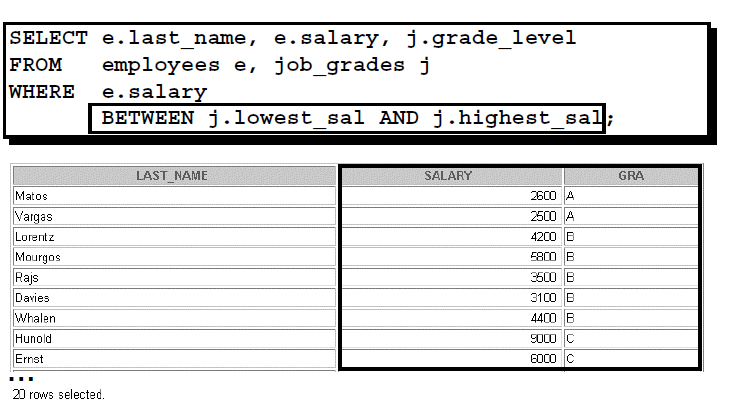 SELECT e.last_name, e.salary, j.grade_level
FROM employees e, job_grades j
WHERE e.salary
BETWEEN j.lowest_sal AND j.highest_sal;
LAST_NAME SALARY GRA
Matos 2600 A
Vargas 2500 A
Lorentz 4200 B
Mourgos 5800 B
Rajs 3500 B
Davies 3100 B
Whalen 4400 B
Hunold 9000 C
Ernst 6000 C
...
20 rows selected.